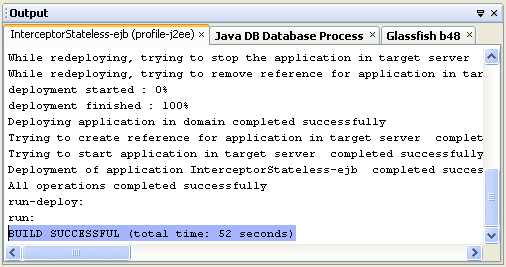 Output
InterceptorStateless-ejb (profile-j2ee)
Java DB Database Process
Glassfish b48
While redeploying, trying to stop the application in target server
While redeploying, trying to remove reference for application in tar
deployment started : 0%
deployment finished : 100%
Deploying application in domain completed successfully
Trying to create reference for application in target server  complet
Trying to start application in target server  completed successfully
Deployment of application InterceptorStateless-ejb  completed succes
All operations completed successfully
run-deploy:
run:
BUILD SUCCESSFUL (total time: 52 seconds)